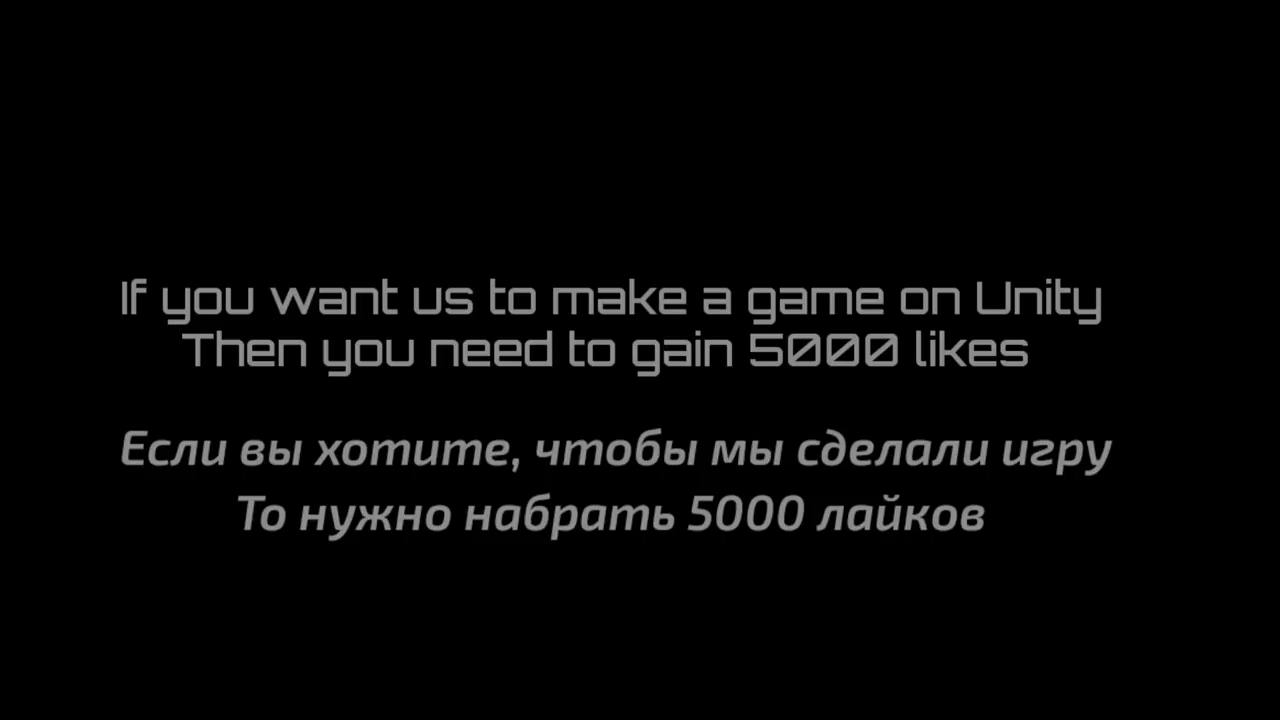 If you want us to make a game on Unity
Then you need to gain 5000 likes
Если вы хотите, чтобы мы сделали игру
То нужно набрать 5000 лайков